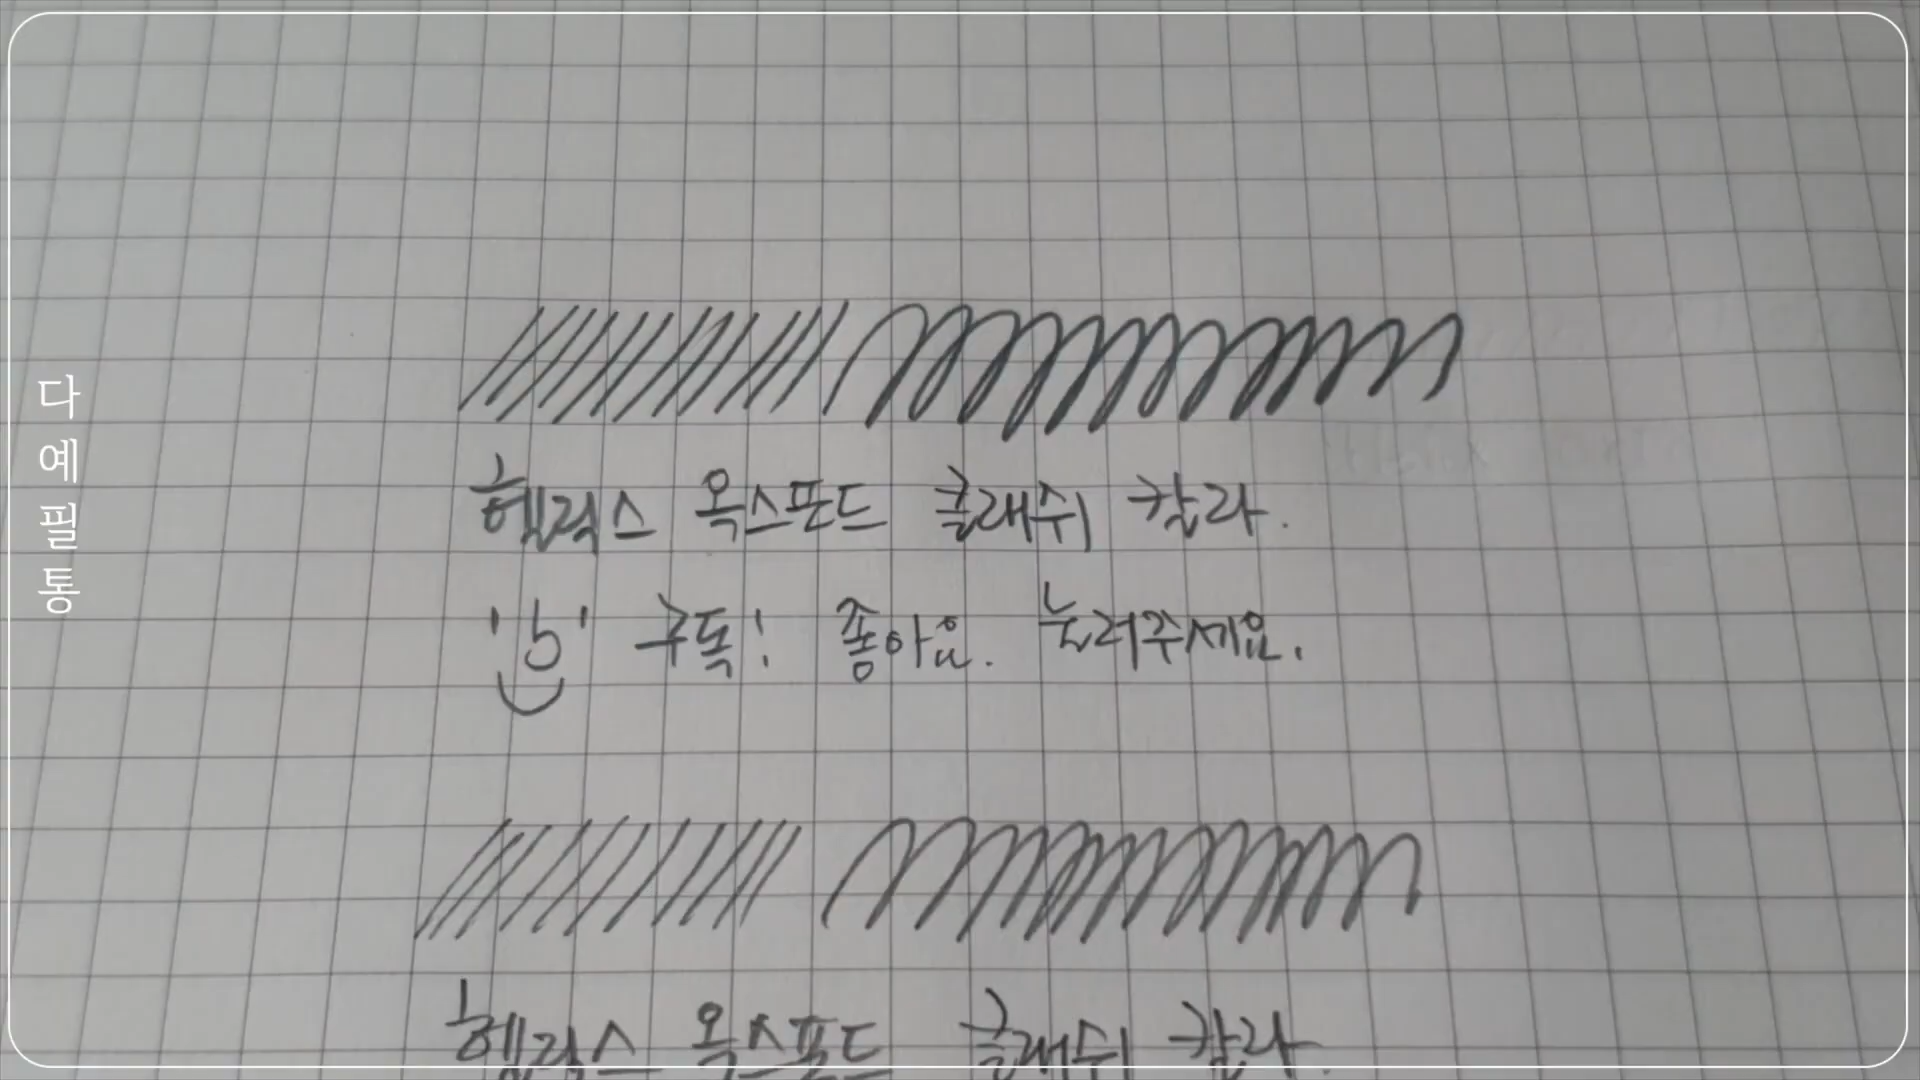 다예필통
헬릭스 옥스포드 클래쉬 칼라.
구독! 좋아요. 눌러주세요.
헬릭스 옥스포드 클래쉬 칼라.